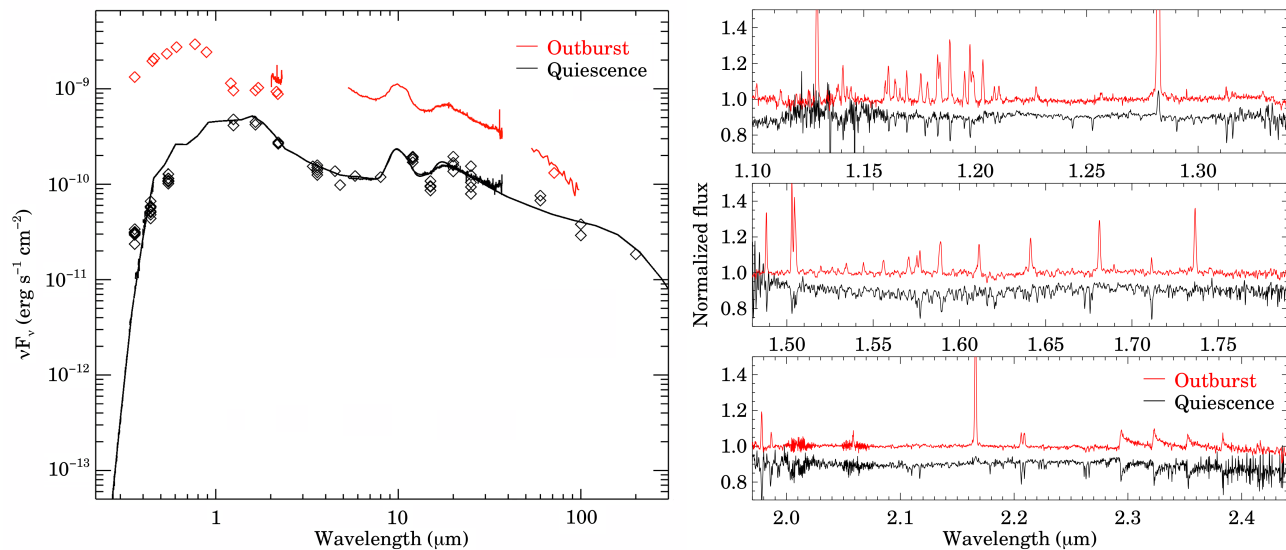 Outburst
Quiescence
10⁻⁹
10⁻¹⁰
10⁻¹¹
10⁻¹²
10⁻¹³
νFᵥ (erg s⁻¹ cm⁻²)
1 10 100
Wavelength (μm)
1.4
1.2
1.0
0.8
1.10 1.15 1.20 1.25 1.30
1.4
1.2
1.0
0.8
1.50 1.55 1.60 1.65 1.70 1.75
Normalized flux
Outburst
Quiescence
1.4
1.2
1.0
0.8
2.0 2.1 2.2 2.3 2.4
Wavelength (μm)